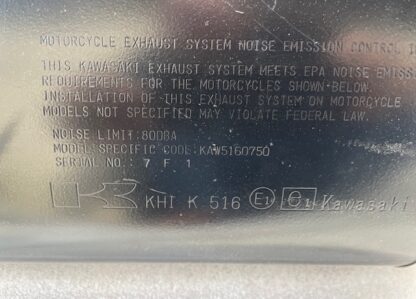 MOTORCYCLE EXHAUST SYSTEM NOISE EMISSION CONTROL I
THIS KAWASAKI EXHAUST SYSTEM MEETS EPA NOISE EMISS
REQUIREMENTS FOR THE MOTORCYCLES SHOWN BELOW.
INSTALLATION OF THIS EXHAUST SYSTEM ON MOTORCYCLE
MODELS NOT SPECIFIED MAY VIOLATE FEDERAL LAW.
NOISE LIMIT:80DBA
MODEL SPECIFIC CODE:KAW5160750
SERIAL NO.: 7 F 1
KHI K 516 E1 e1 Kawasaki